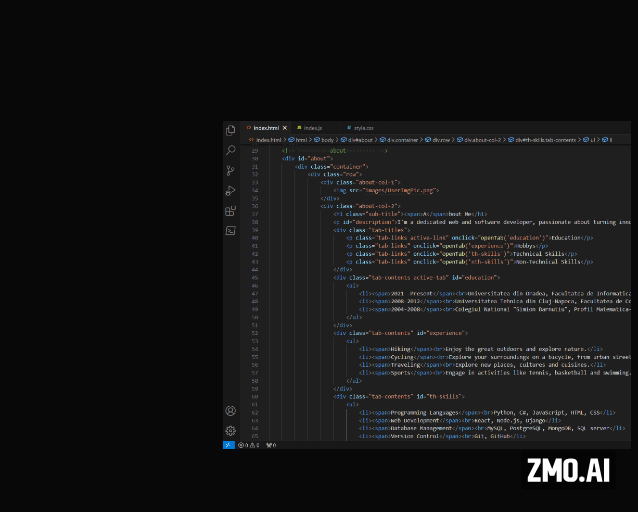 index.html
index.js
style.css
index.html > html > body > div#about > div.container > div.row > div.about-col-2 > div#th-skills.tab-contents > ul > li
29 <!-- about -->
30 <div id="about">
31 <div class="container">
32 <div class="row">
33 <div class="about-col-1">
34 <img src="images/UserImgPic.png">
35 </div>
36 <div class="about-col-2">
37 <h1 class="sub-title"><span>A</span>bout Me</h1>
38 <p id="description">I'm a dedicated web and software developer, passionate about turning
39 <div class="tab-titles">
40 <p class="tab-links active-link" onclick="openTab('education')">Education</p>
41 <p class="tab-links" onclick="openTab('experience')">Hobbys</p>
42 <p class="tab-links" onclick="openTab('th-skills')">Technical Skills</p>
43 <p class="tab-links" onclick="openTab('nth-skills')">Non-Technical Skills</p>
44 </div>
45 <div class="tab-contents active-tab" id="education">
46 <ul>
47 <li><span>2021 -Present</span><br>Universitatea din Oradea, Facultatea de Informatica
48 <li><span>2008-2012</span><br>Universitatea Tehnica din Cluj-Napoca, Facultatea de Co
49 <li><span>2004-2008</span><br>Colegiul National "Simion Barnutiu", Profil Matematica-
50 </ul>
51 </div>
52 <div class="tab-contents" id="experience">
53 <ul>
54 <li><span>Hiking</span><br>Enjoy the great outdoors and explore nature.</li>
55 <li><span>Cycling</span><br>Explore your surroundings on a bicycle, from urban street
56 <li><span>Traveling</span><br>Explore new places, cultures and cuisines.</li>
57 <li><span>Sports</span><br>Engage in activities like Tennis, basketball and swimming.
58 </ul>
59 </div>
60 <div class="tab-contents" id="th-skills">
61 <ul>
62 <li><span>Programming Languages</span><br>Python, C#, JavaScript, HTML, CSS</li>
63 <li><span>Web Development</span><br>React, Node.js, Django</li>
64 <li><span>Database Management</span><br>MySQL, PostgreSQL, MongoDB, SQL server</li>
65 <li><span>Version Control</span><br>Git, GitHub</li>
0 0 0
ZMO.AI